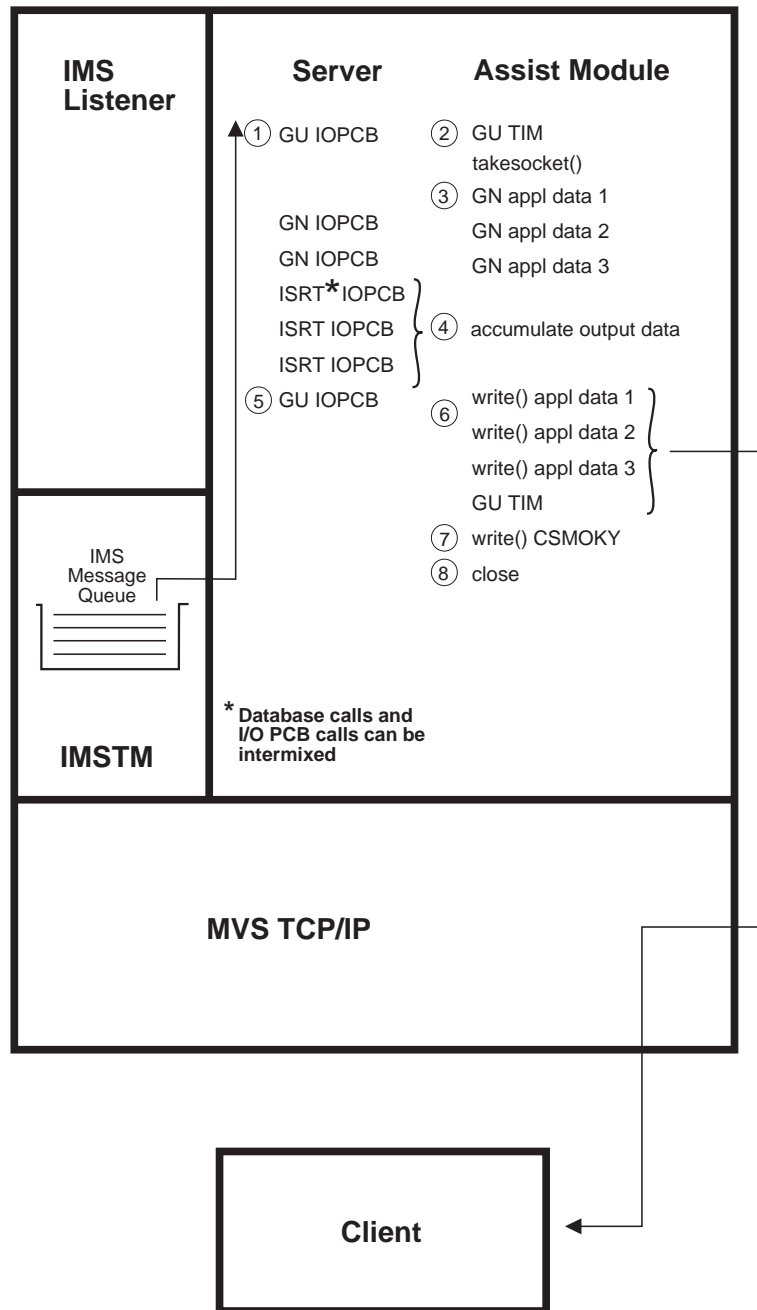 IMS
Listener
Server
Assist Module
1 GU IOPCB
2 GU TIM
takesocket()
3 GN appl data 1
GN IOPCB
GN appl data 2
GN IOPCB
GN appl data 3
ISRT*IOPCB
ISRT IOPCB
4 accumulate output data
ISRT IOPCB
5 GU IOPCB
6 write() appl data 1
write() appl data 2
write() appl data 3
GU TIM
7 write() CSMOKY
8 close
IMS
Message
Queue
IMSTM
* Database calls and
I/O PCB calls can be
intermixed
MVS TCP/IP
Client